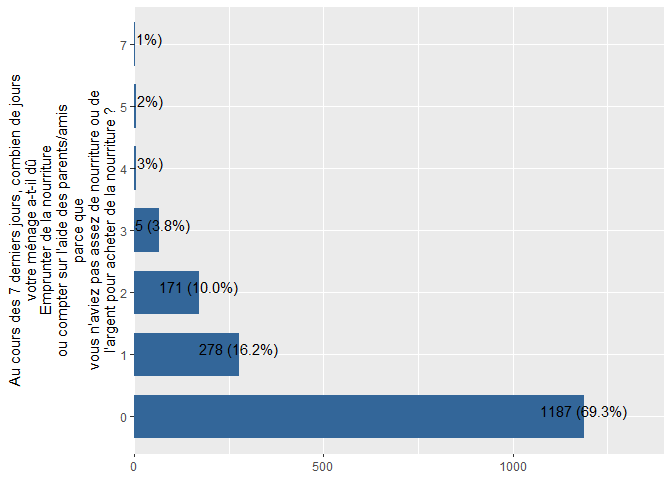 Au cours des 7 derniers jours, combien de jours
votre ménage a-t-il dû
Emprunter de la nourriture
ou compter sur l'aide des parents/amis
parce que
vous n'aviez pas assez de nourriture ou de
l'argent pour acheter de la nourriture ?
7
1%)
5
2%)
4
3%)
3
5 (3.8%)
2
171 (10.0%)
1
278 (16.2%)
0
1187 (69.3%)
0
500
1000